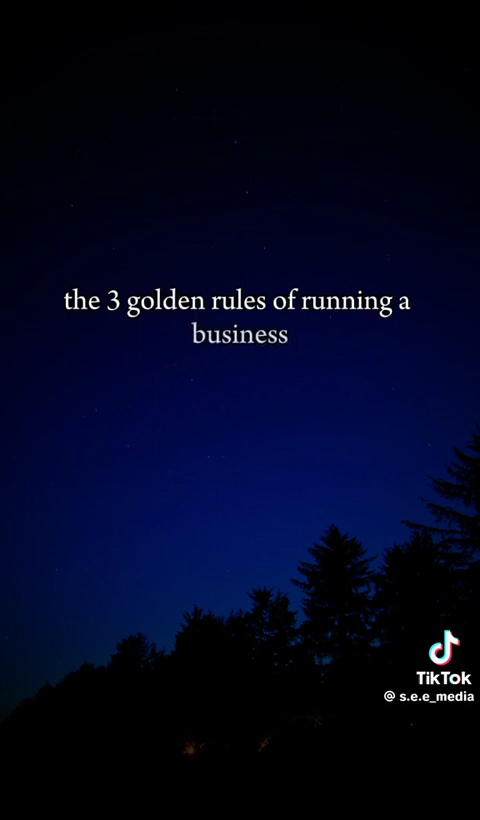 the 3 golden rules of running a
business
TikTok
@ s.e.e_media